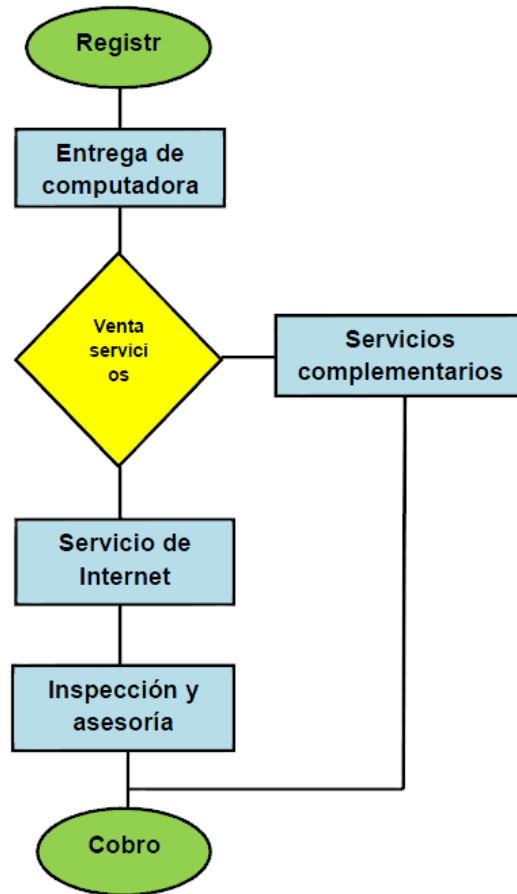 Registr
Entrega de
computadora
Venta
servici
os
Servicios
complementarios
Servicio de
Internet
Inspección y
asesoría
Cobro